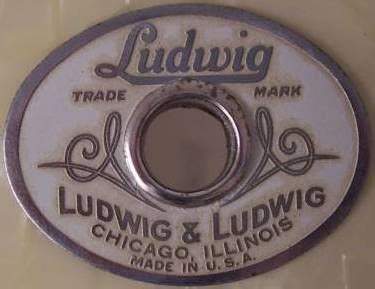 Ludwig
TRADE MARK
LUDWIG & LUDWIG
CHICAGO, ILLINOIS
MADE IN U.S.A.